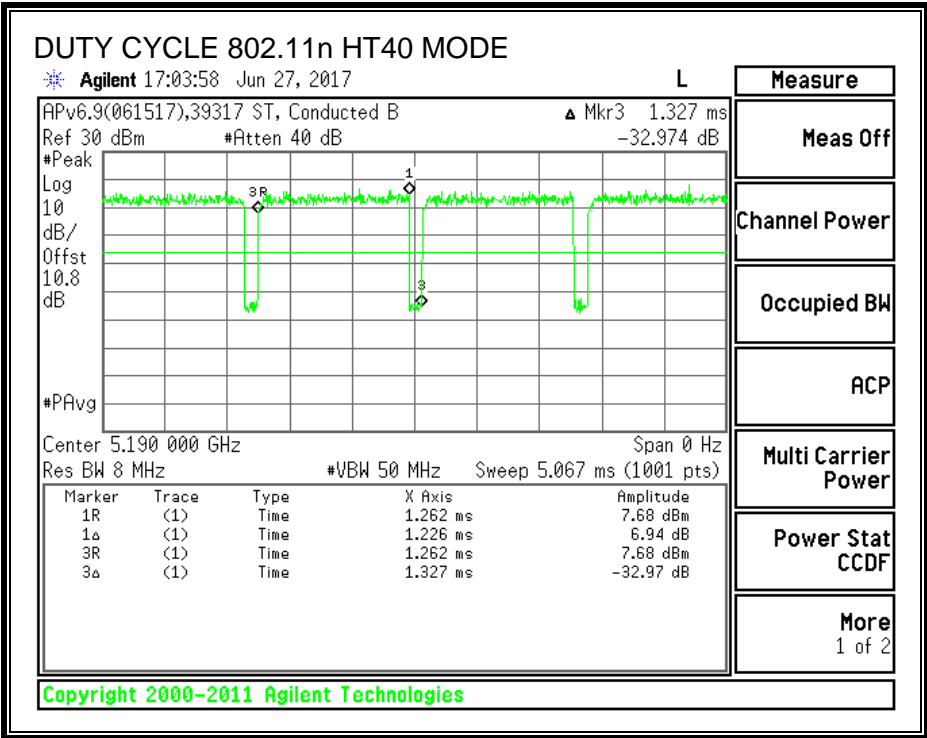 DUTY CYCLE 802.11n HT40 MODE
Agilent 17:03:58 Jun 27, 2017 L
APv6.9(061517),39317 ST, Conducted B Δ Mkr3 1.327 ms
Ref 30 dBm #Atten 40 dB -32.974 dB
#Peak
Log
10
dB/
Offst
10.8
dB
#PAvg
1
3R
3
Center 5.190 000 GHz Span 0 Hz
Res BW 8 MHz #VBW 50 MHz Sweep 5.067 ms (1001 pts)
Marker Trace Type X Axis Amplitude
1R (1) Time 1.262 ms 7.68 dBm
1Δ (1) Time 1.226 ms 6.94 dB
3R (1) Time 1.262 ms 7.68 dBm
3Δ (1) Time 1.327 ms -32.97 dB
Measure
Meas Off
Channel Power
Occupied BW
ACP
Multi Carrier
Power
Power Stat
CCDF
More
1 of 2
Copyright 2000-2011 Agilent Technologies